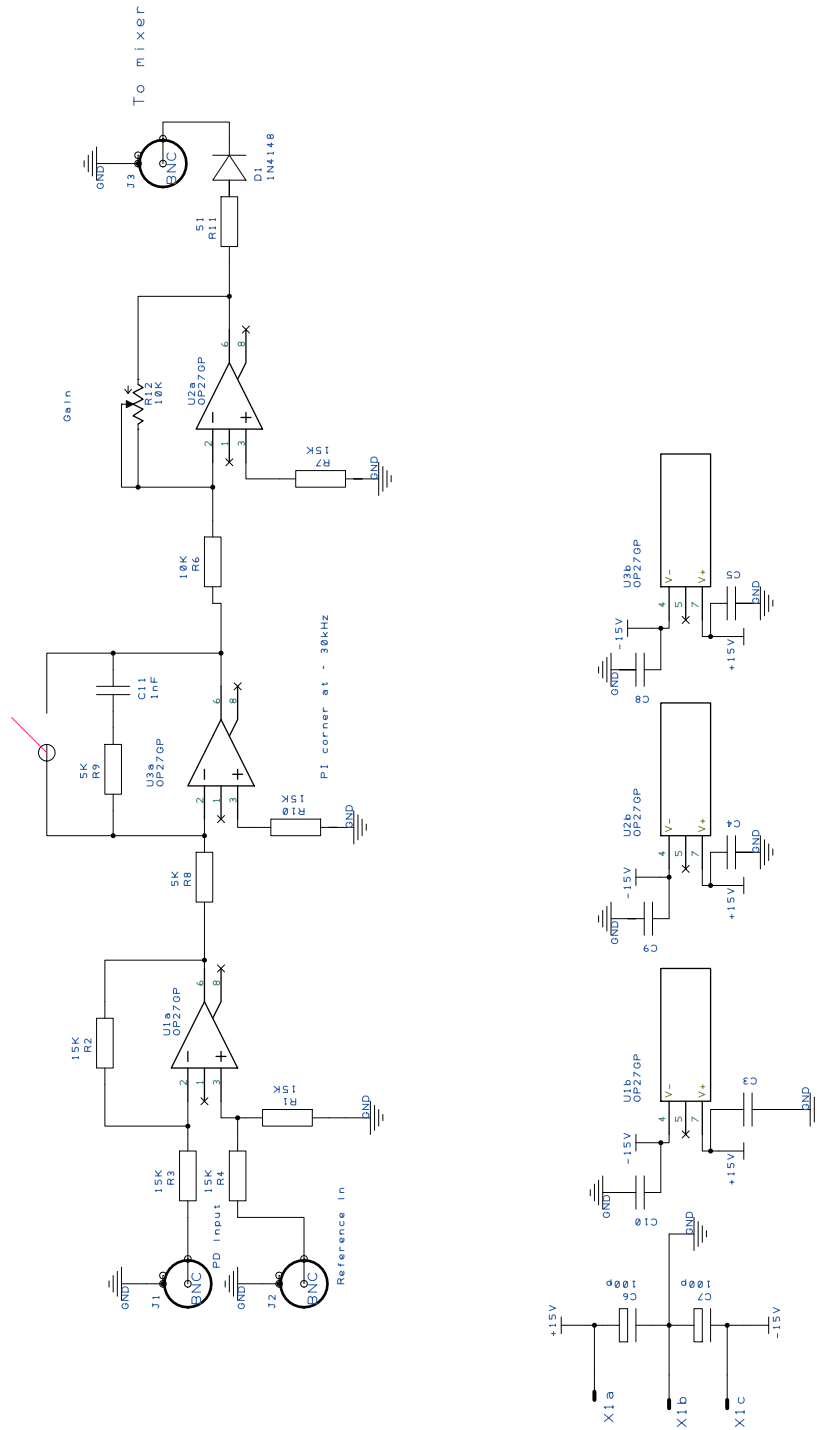 To mixer
GND
J3
BNC
D1
1N4148
51
R11
Gain
R12
10K
U2a
OP27GP
6
8
2
1
3
R7
15K
GND
10K
R6
C11
1nF
5K
R9
U3a
OP27GP
6
8
2
1
3
R10
15K
GND
PI corner at - 30kHz
5K
R8
15K
R2
U1a
OP27GP
6
8
2
1
3
R1
15K
GND
15K
R3
15K
R4
PD Input
Reference In
GND
J1
BNC
GND
J2
BNC
U3b
OP27GP
V-
V+
4
5
7
-15V
+15V
GND
C8
C5
GND
U2b
OP27GP
V-
V+
4
5
7
-15V
+15V
GND
C9
C4
GND
U1b
OP27GP
V-
V+
4
5
7
-15V
+15V
GND
C10
C3
GND
GND
+15V
C6
100p
C7
100p
-15V
X1a
X1b
X1c